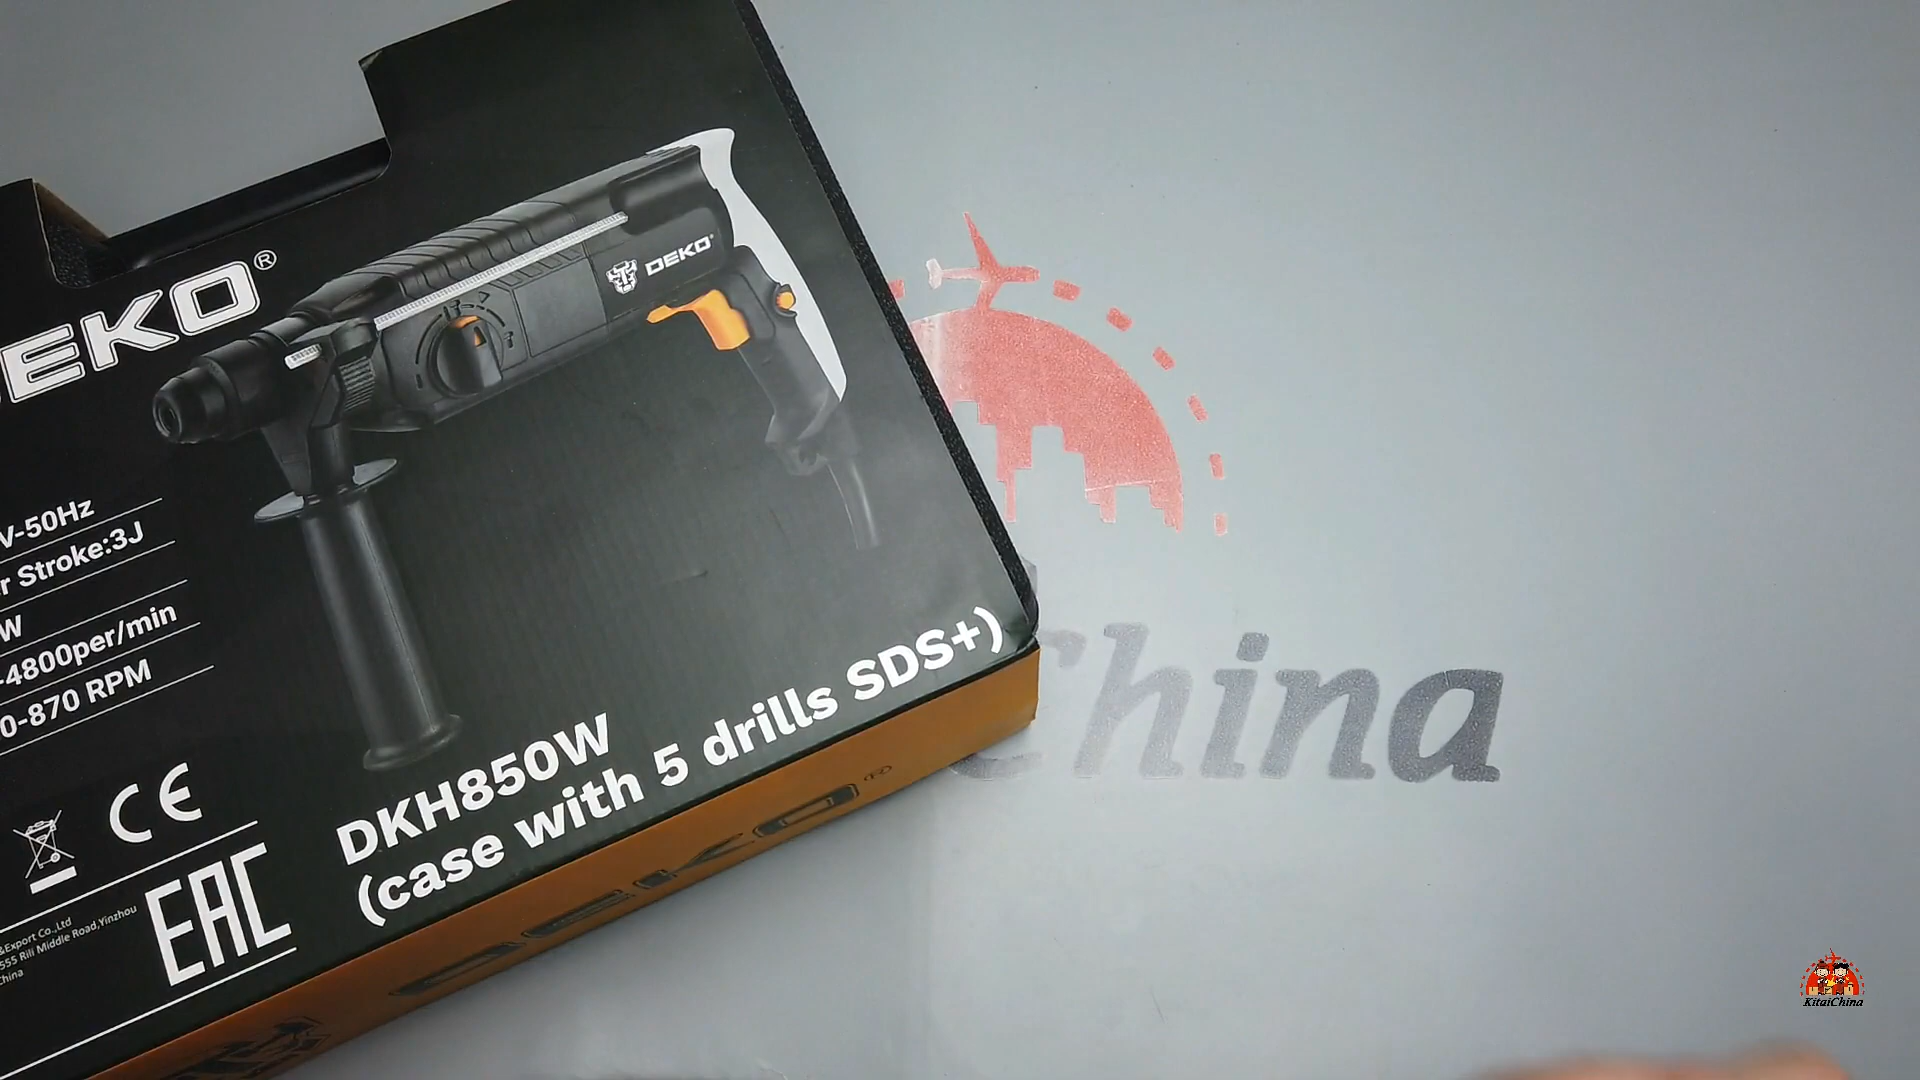 DEKO®
DEKO®
V-50Hz
r Stroke:3J
W
-4800per/min
0-870 RPM
CE
EAC
&Export Co.,Ltd
555 Rili Middle Road,Yinzhou
China
DKH850W
(case with 5 drills SDS+)
DEKO®
China
KitaiChina